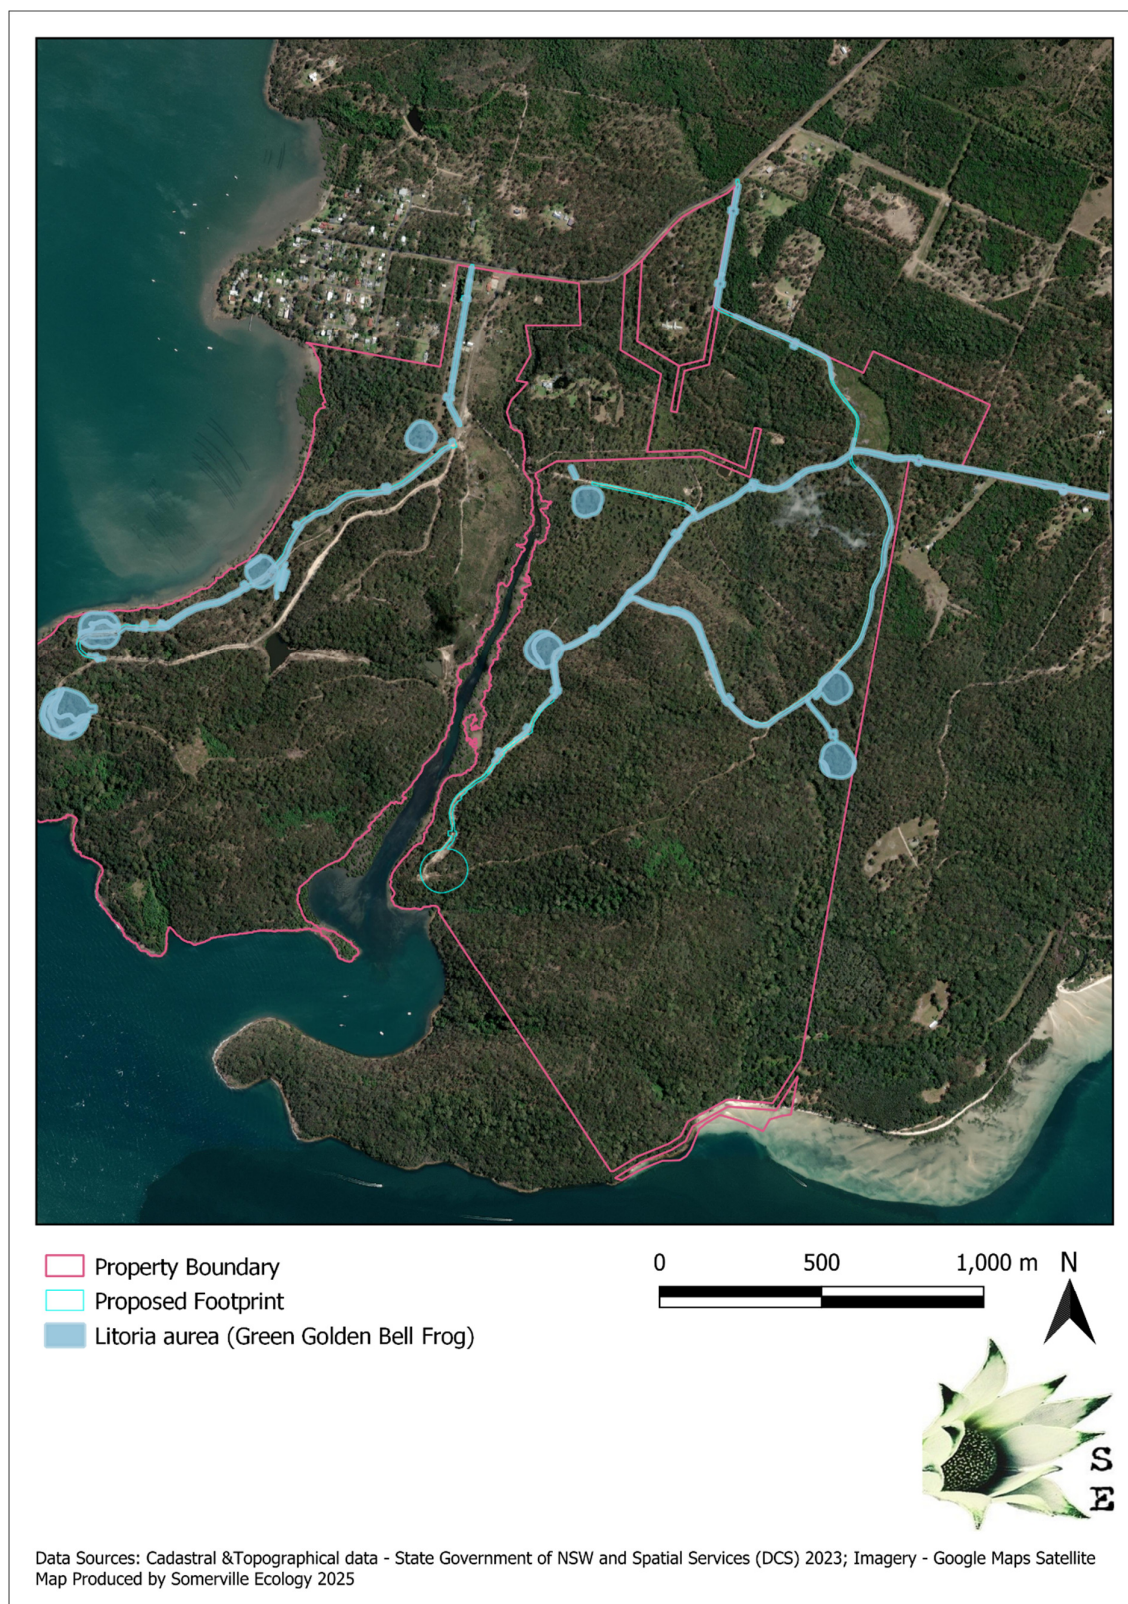 Property Boundary
Proposed Footprint
Litoria aurea (Green Golden Bell Frog)
0 500 1,000 m N
S
E
Data Sources: Cadastral &Topographical data - State Government of NSW and Spatial Services (DCS) 2023; Imagery - Google Maps Satellite
Map Produced by Somerville Ecology 2025